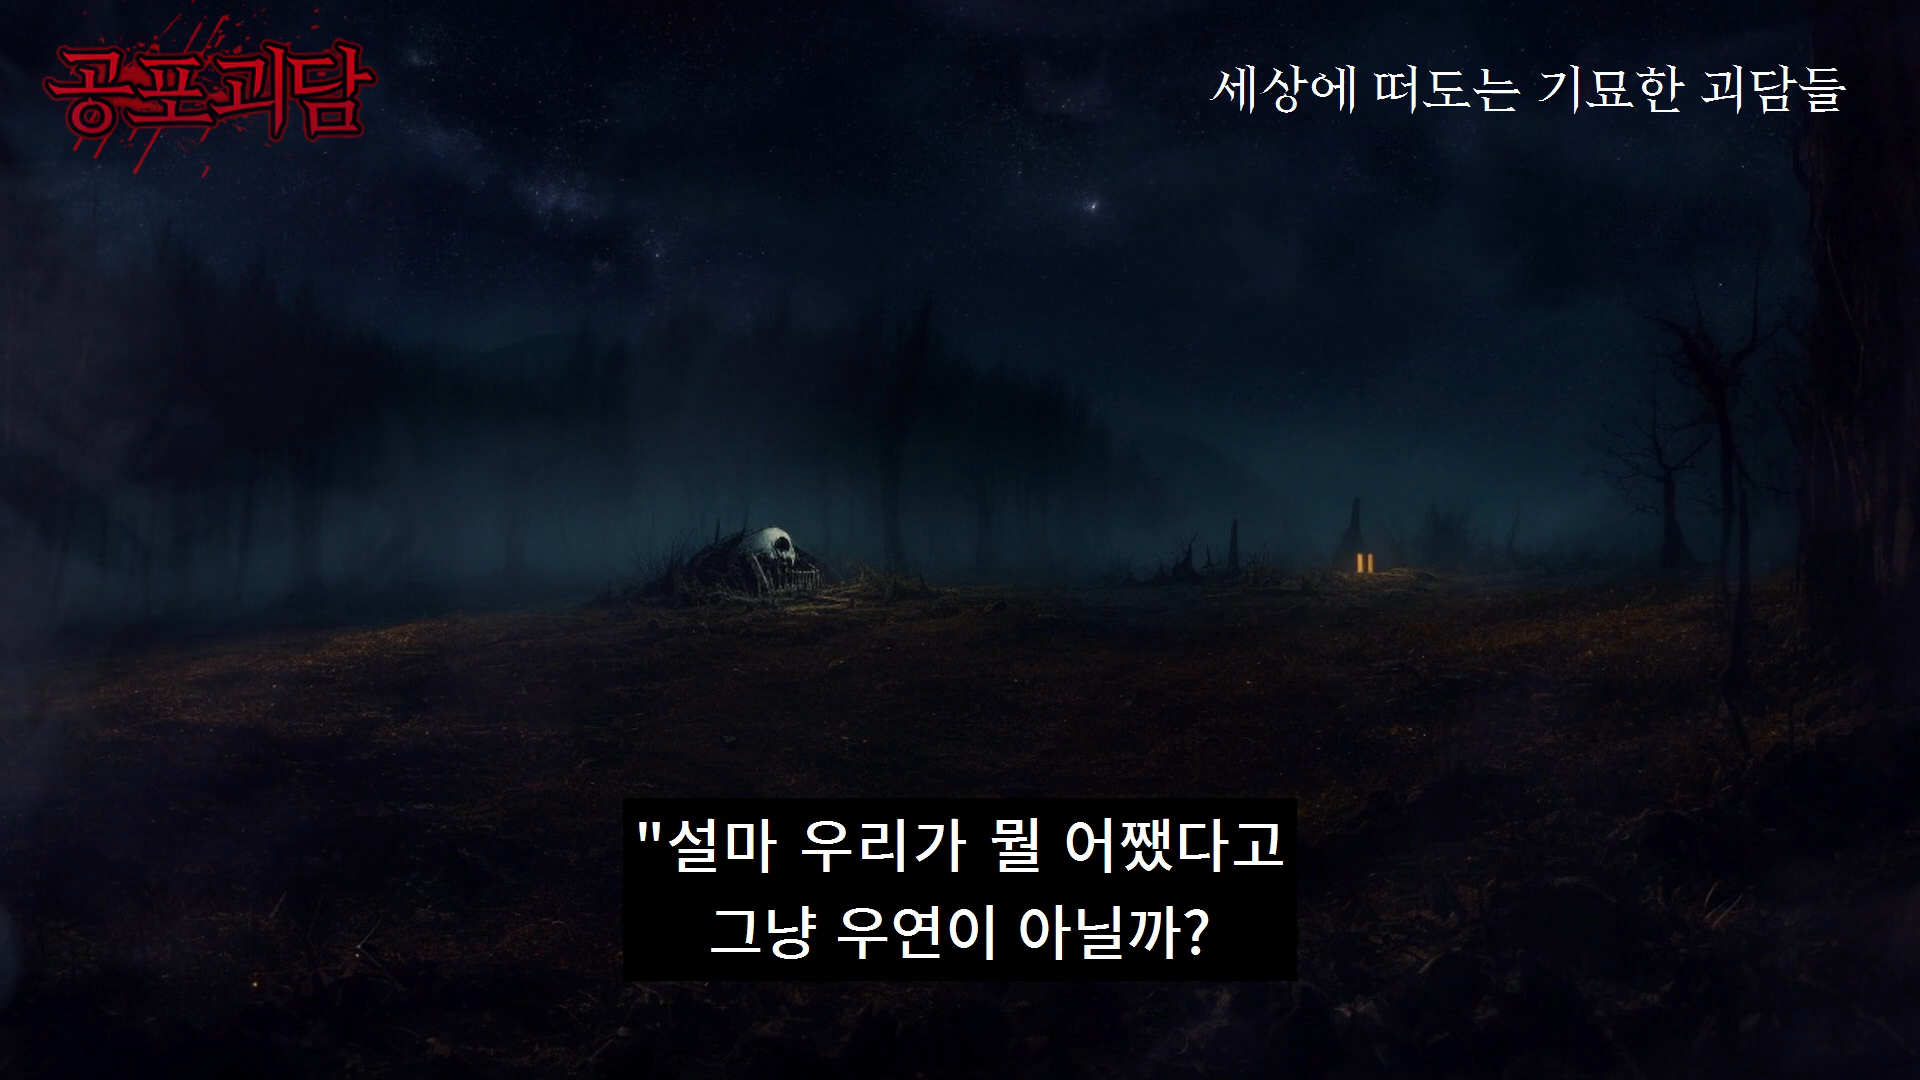 공포괴담
세상에 떠도는 기묘한 괴담들
"설마 우리가 뭘 어쨌다고
그냥 우연이 아닐까?